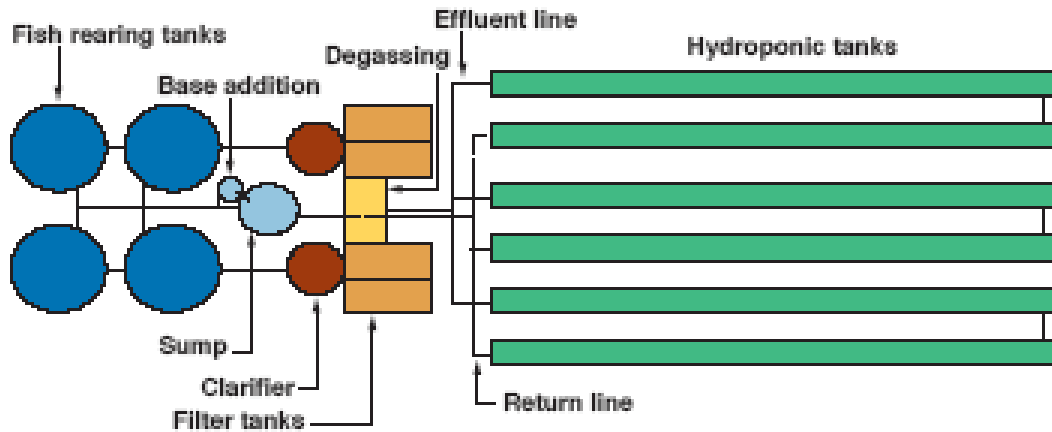 Effluent line
Fish rearing tanks
Degassing
Hydroponic tanks
Base addition
Sump
Clarifier
Filter tanks
Return line